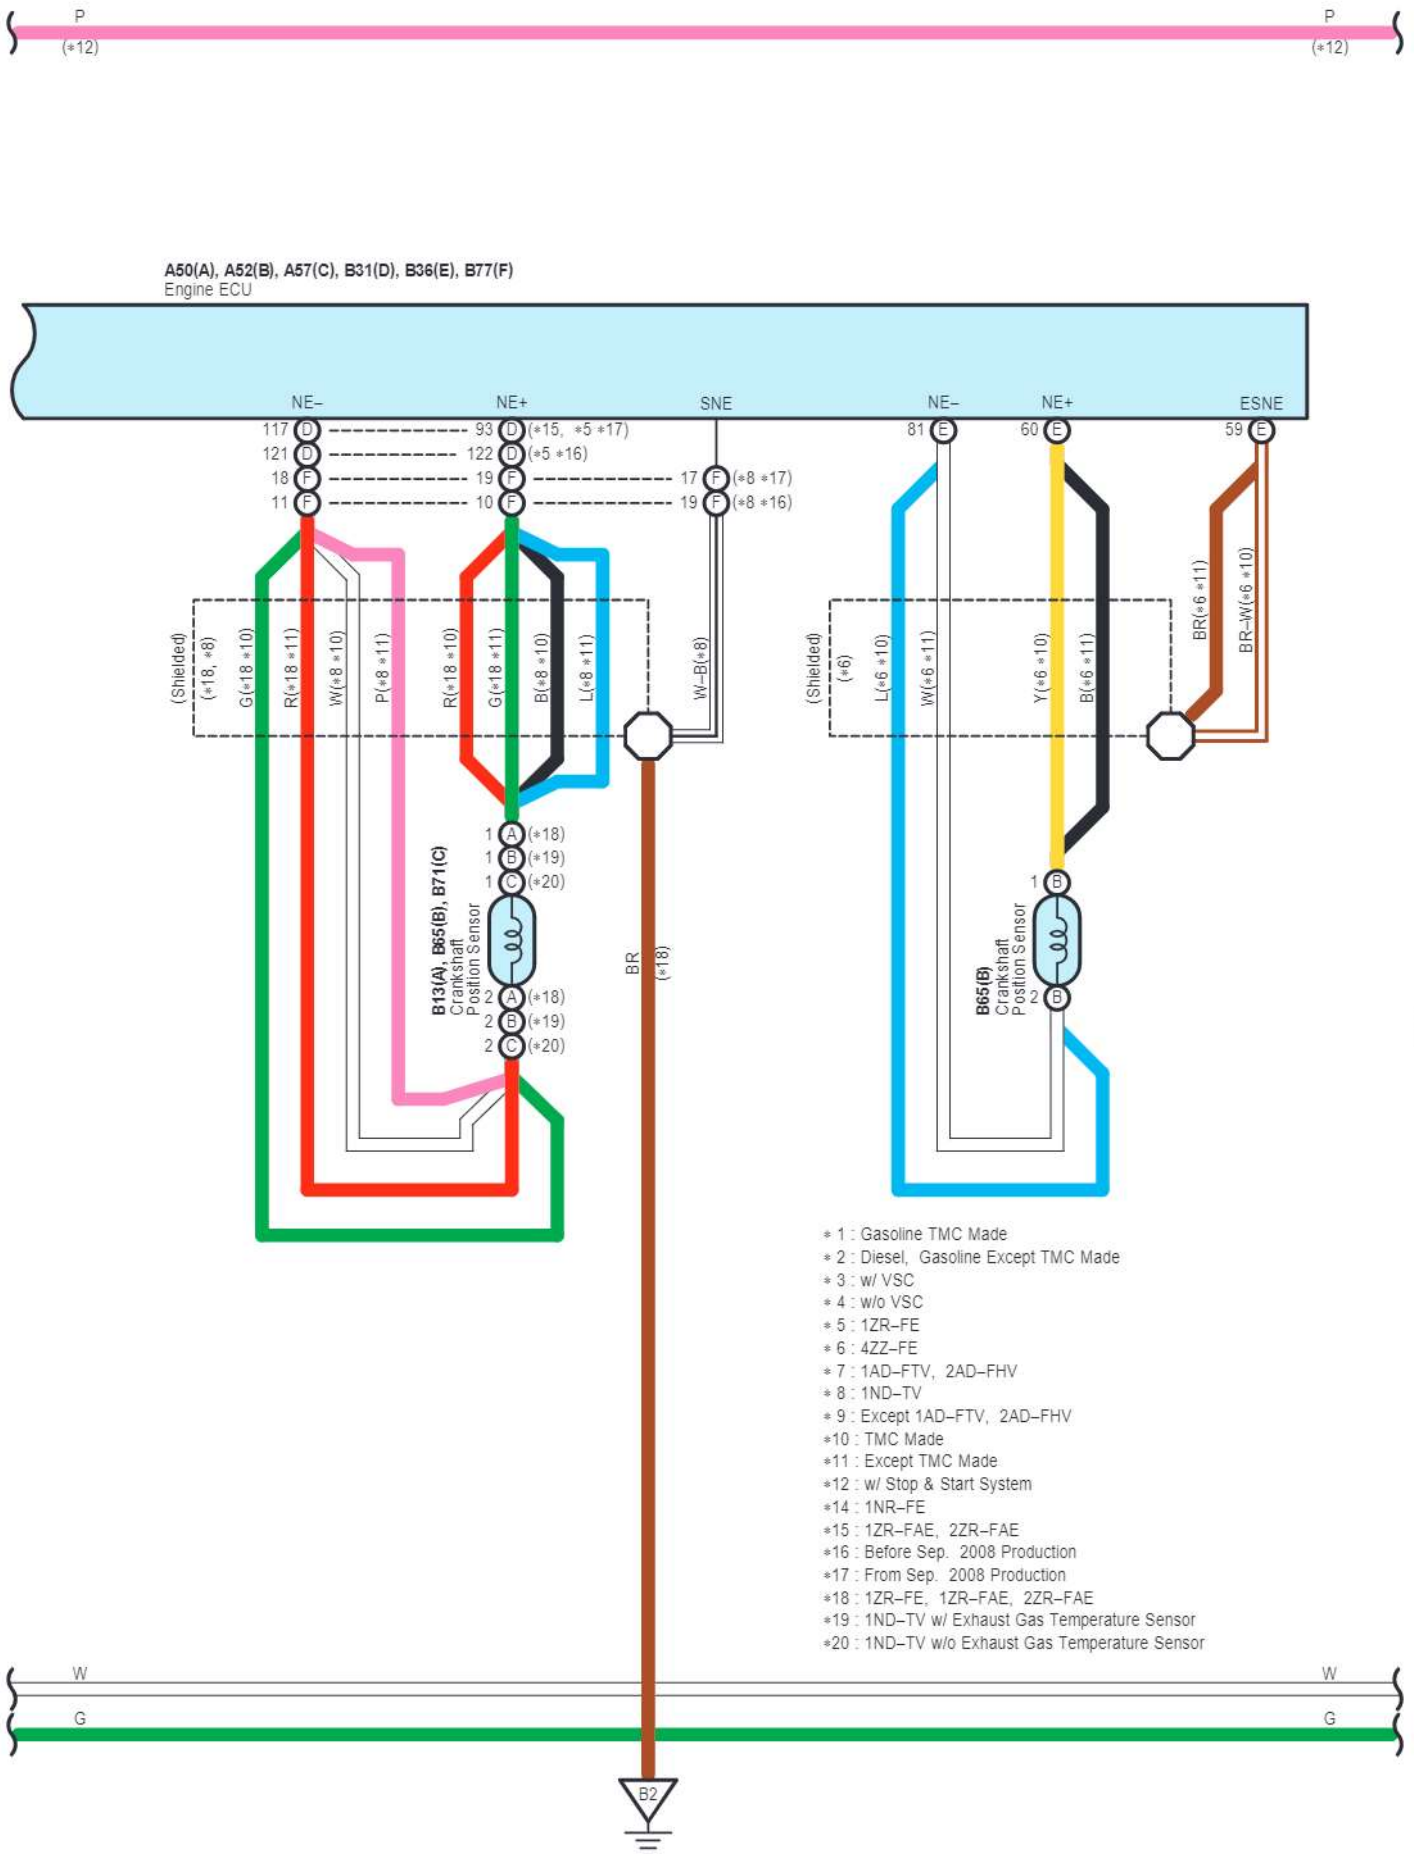 P P
(*12) (*12)
A50(A), A52(B), A57(C), B31(D), B36(E), B77(F)
Engine ECU
NE– NE+ SNE NE– NE+ ESNE
117 D 93 D (*15, *5 *17) 81 E 60 E 59 E
121 D 122 D (*5 *16)
18 F 19 F 17 F (*8 *17)
11 F 10 F 19 F (*8 *16)
(Shielded)
(*18, *8)
G(*18 *10)
R(*18 *11)
W(*8 *10)
P(*8 *11)
R(*18 *10)
G(*18 *11)
B(*8 *10)
L(*8 *11)
W–B(*8)
(Shielded)
(*6)
L(*6 *10)
W(*6 *11)
Y(*6 *10)
B(*6 *11)
BR(*6 *11)
BR–W(*6 *10)
1 A (*18)
1 B (*19)
1 C (*20)
1 B
B13(A), B65(B), B71(C)
Crankshaft
Position Sensor
BR
(*18)
B65(B)
Crankshaft
Position Sensor
2 A (*18)
2 B (*19)
2 C (*20)
2 B
* 1 : Gasoline TMC Made
* 2 : Diesel, Gasoline Except TMC Made
* 3 : w/ VSC
* 4 : w/o VSC
* 5 : 1ZR–FE
* 6 : 4ZZ–FE
* 7 : 1AD–FTV, 2AD–FHV
* 8 : 1ND–TV
* 9 : Except 1AD–FTV, 2AD–FHV
*10 : TMC Made
*11 : Except TMC Made
*12 : w/ Stop & Start System
*14 : 1NR–FE
*15 : 1ZR–FAE, 2ZR–FAE
*16 : Before Sep. 2008 Production
*17 : From Sep. 2008 Production
*18 : 1ZR–FE, 1ZR–FAE, 2ZR–FAE
*19 : 1ND–TV w/ Exhaust Gas Temperature Sensor
*20 : 1ND–TV w/o Exhaust Gas Temperature Sensor
W W
G G
B2